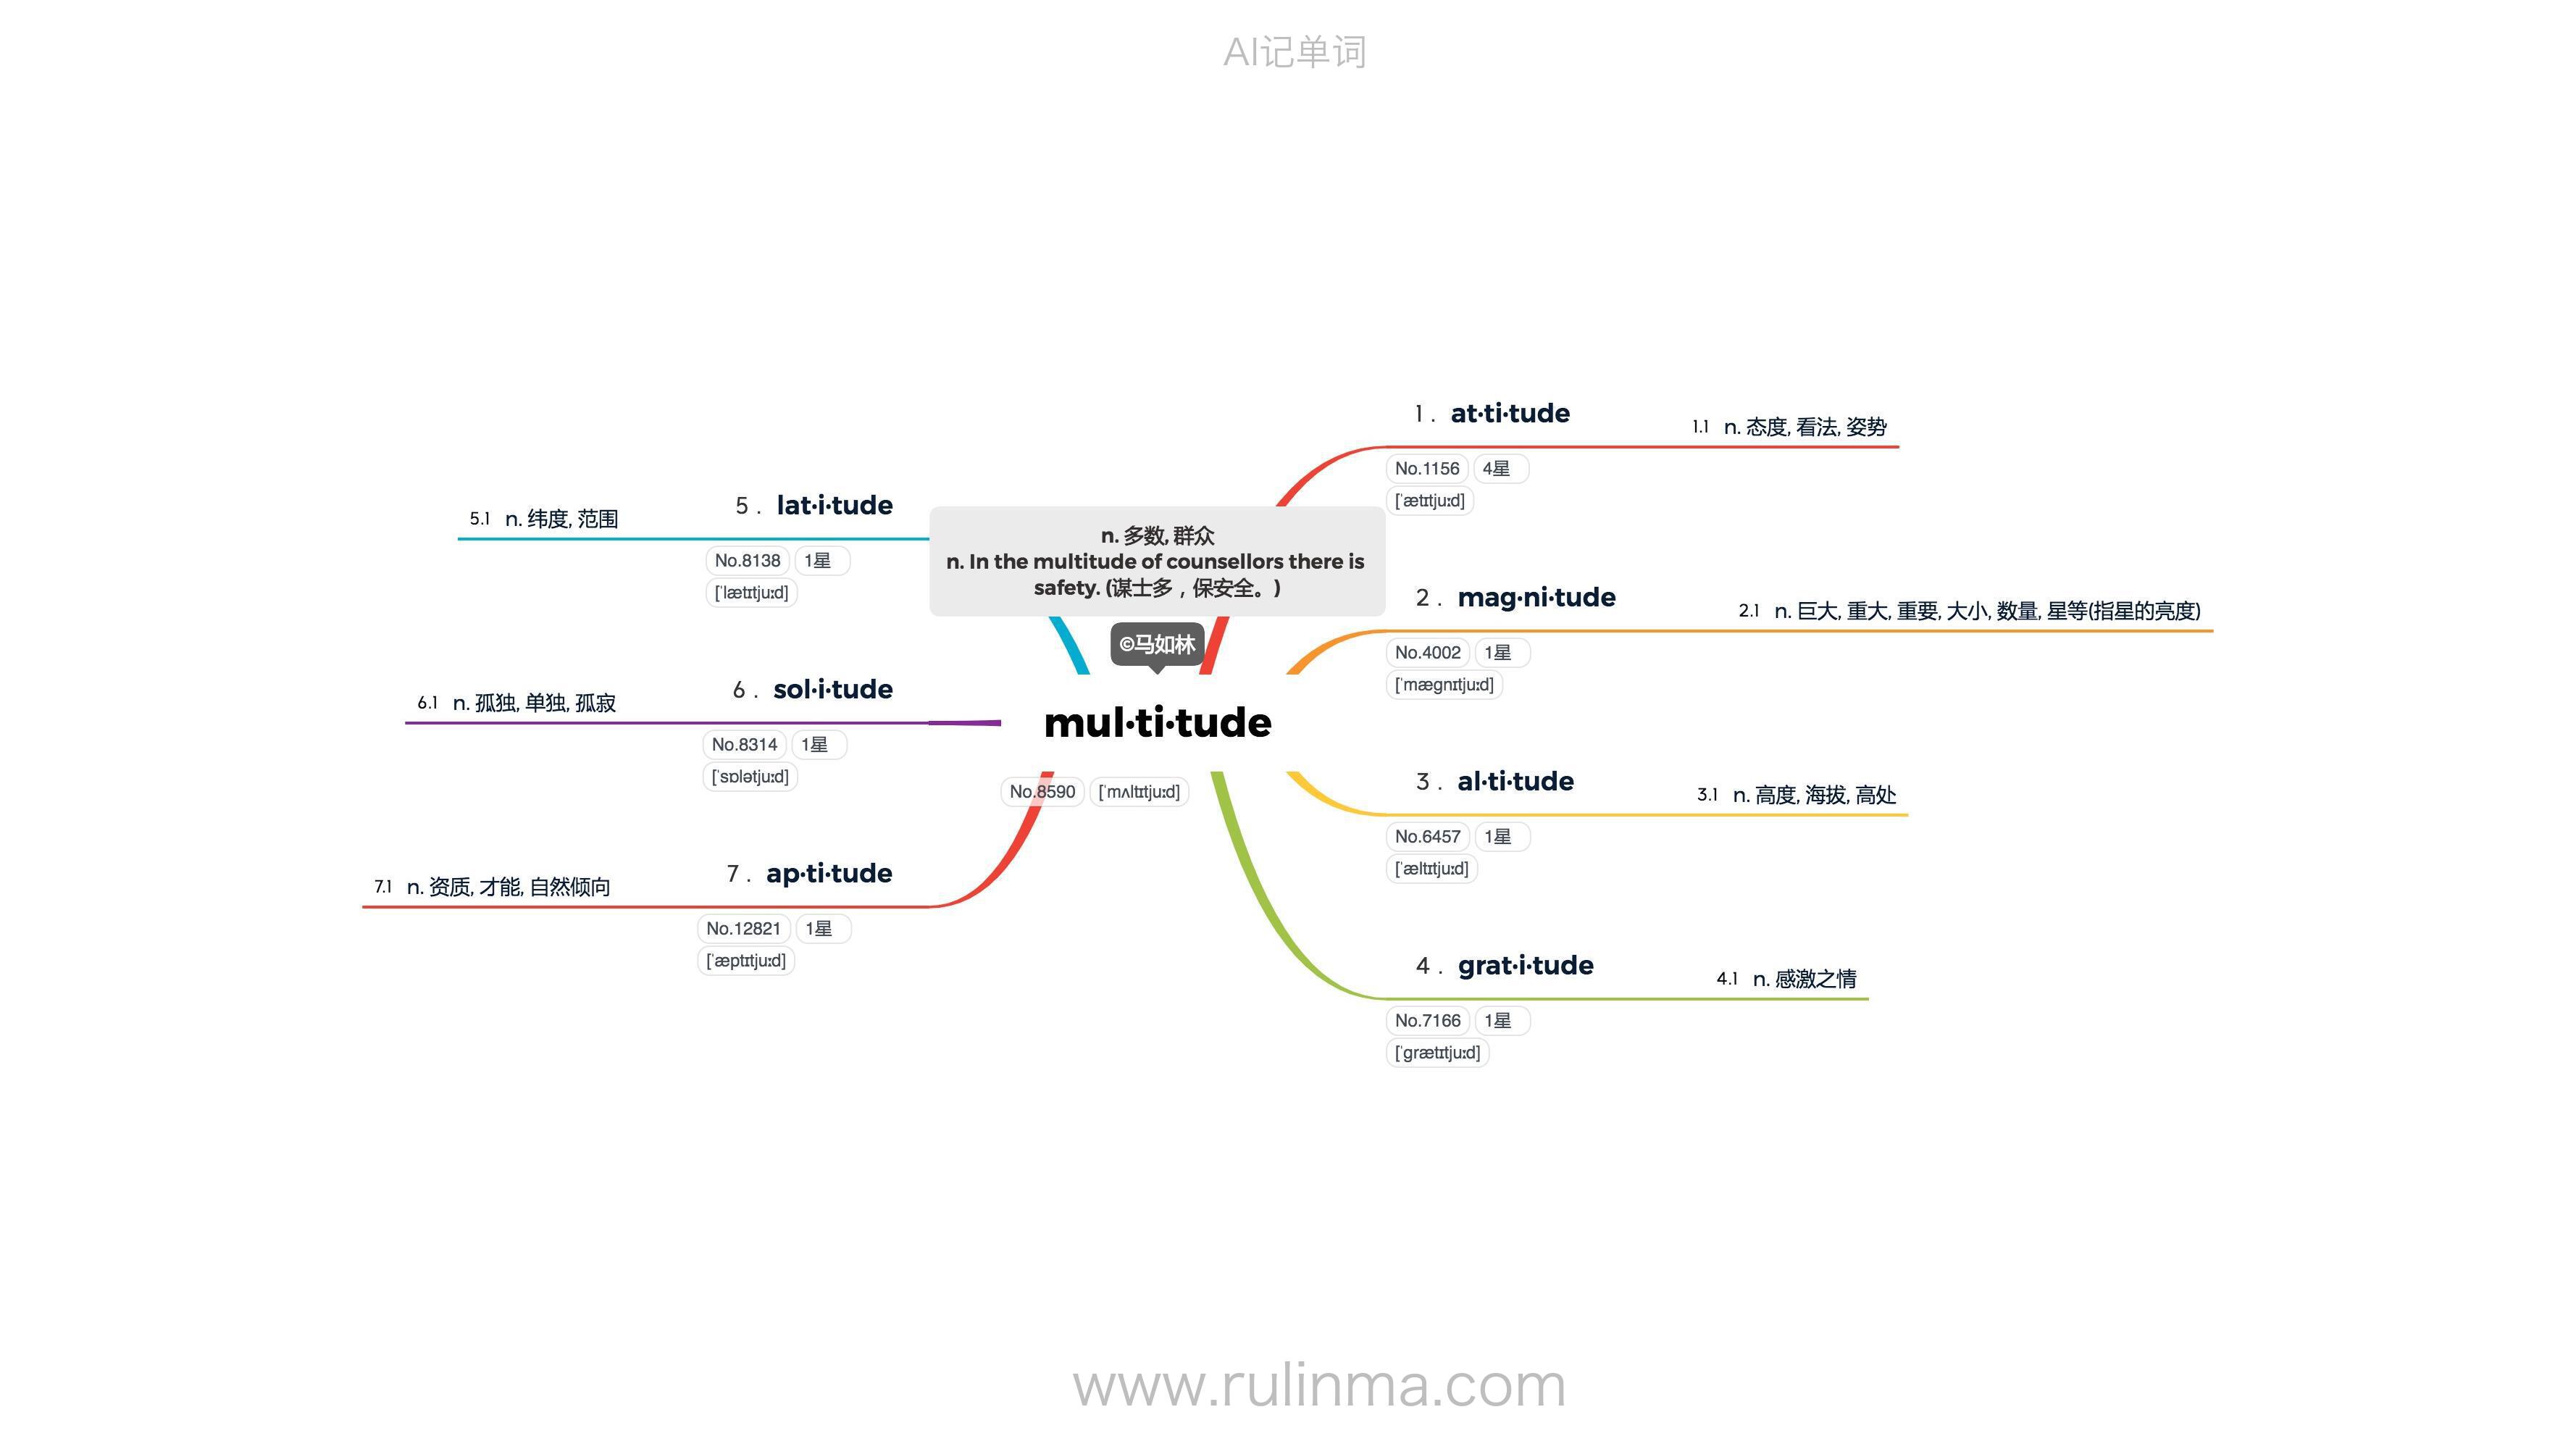 AI记单词
n. 多数, 群众
n. In the multitude of counsellors there is
safety. (谋士多，保安全。)
©马如林
mul·ti·tude
No.8590 [ˈmʌltɪtjuːd]
1 . at·ti·tude
1.1 n. 态度, 看法, 姿势
No.1156 4星
[ˈætɪtjuːd]
2 . mag·ni·tude
2.1 n. 巨大, 重大, 重要, 大小, 数量, 星等(指星的亮度)
No.4002 1星
[ˈmægnɪtjuːd]
3 . al·ti·tude
3.1 n. 高度, 海拔, 高处
No.6457 1星
[ˈæltɪtjuːd]
4 . grat·i·tude
4.1 n. 感激之情
No.7166 1星
[ˈgrætɪtjuːd]
5 . lat·i·tude
5.1 n. 纬度, 范围
No.8138 1星
[ˈlætɪtjuːd]
6 . sol·i·tude
6.1 n. 孤独, 单独, 孤寂
No.8314 1星
[ˈsɒlətjuːd]
7 . ap·ti·tude
7.1 n. 资质, 才能, 自然倾向
No.12821 1星
[ˈæptɪtjuːd]
www.rulinma.com